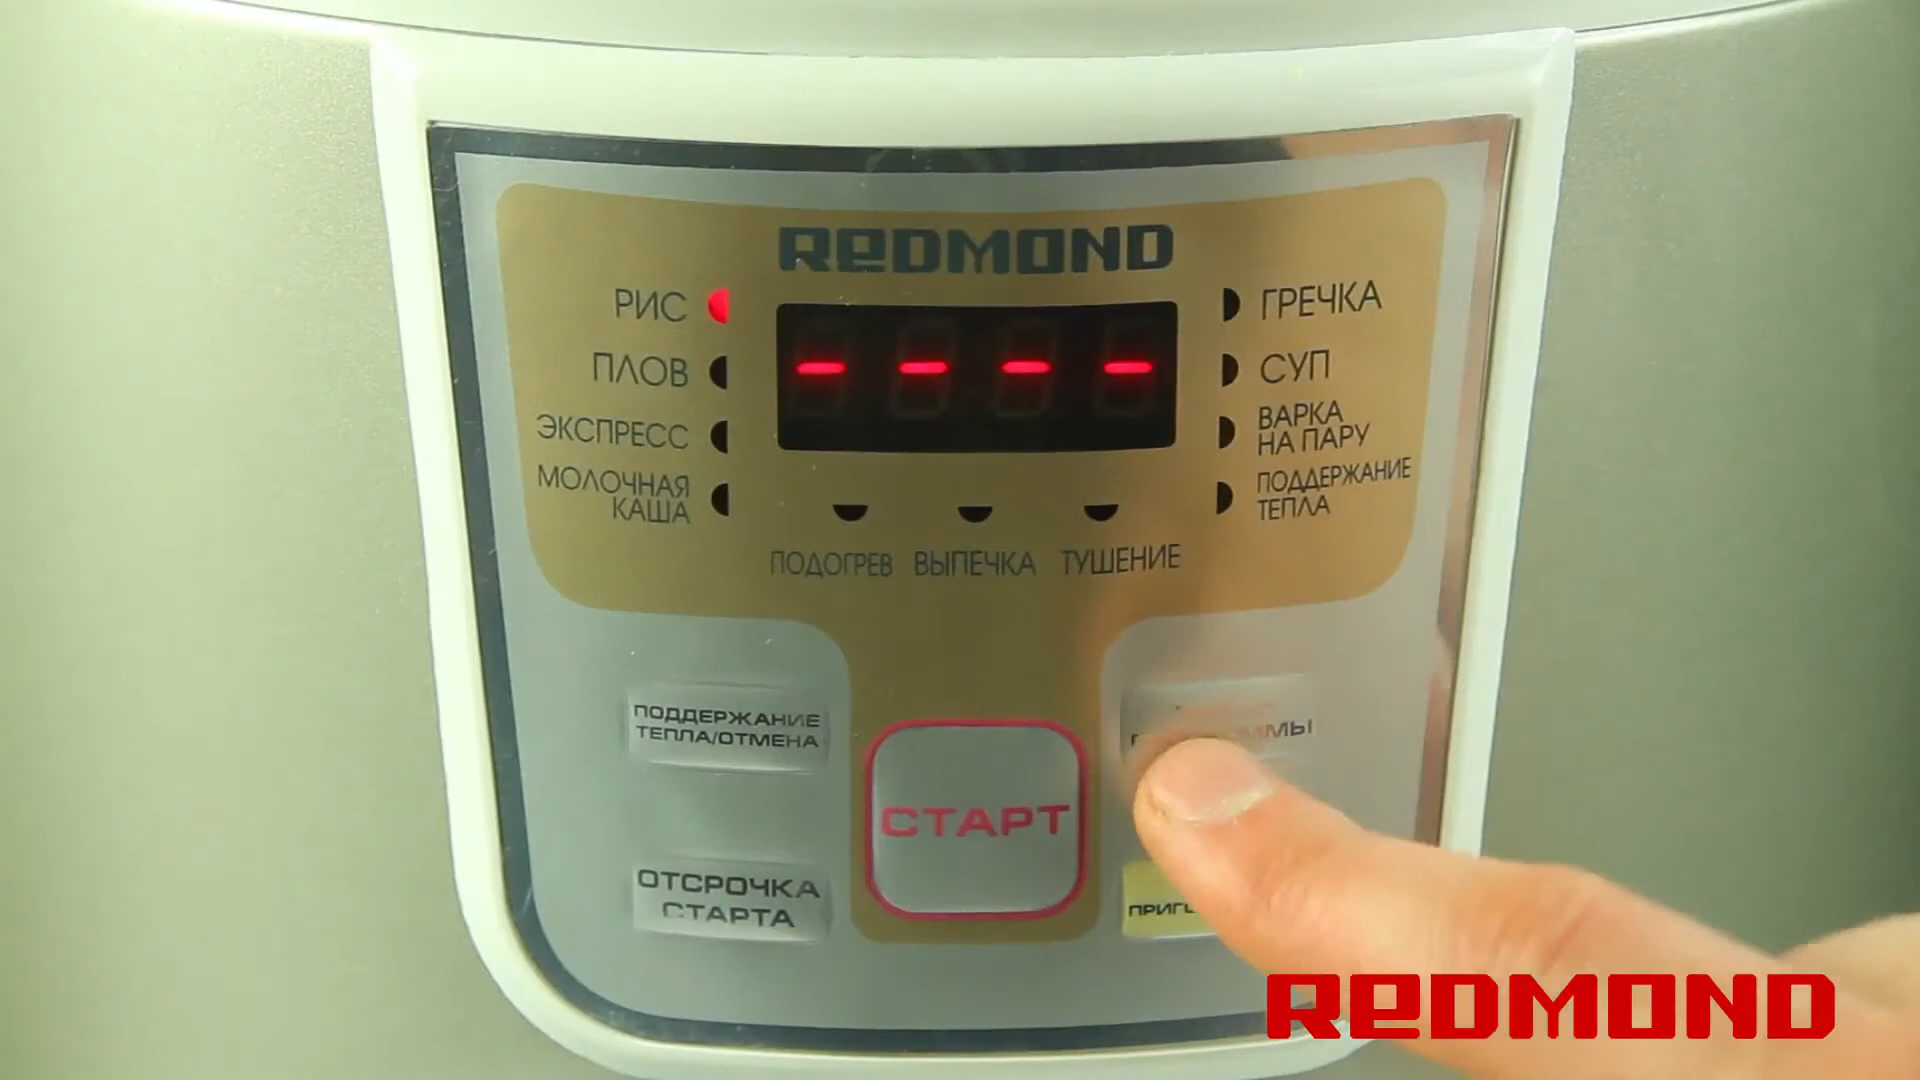 REDMOND
РИС
ПЛОВ
ЭКСПРЕСС
МОЛОЧНАЯ
КАША
ГРЕЧКА
СУП
ВАРКА
НА ПАРУ
ПОДДЕРЖАНИЕ
ТЕПЛА
ПОДОГРЕВ ВЫПЕЧКА ТУШЕНИЕ
ПОДДЕРЖАНИЕ
ТЕПЛА/ОТМЕНА
СТАРТ
ОТСРОЧКА
СТАРТА
REDMOND